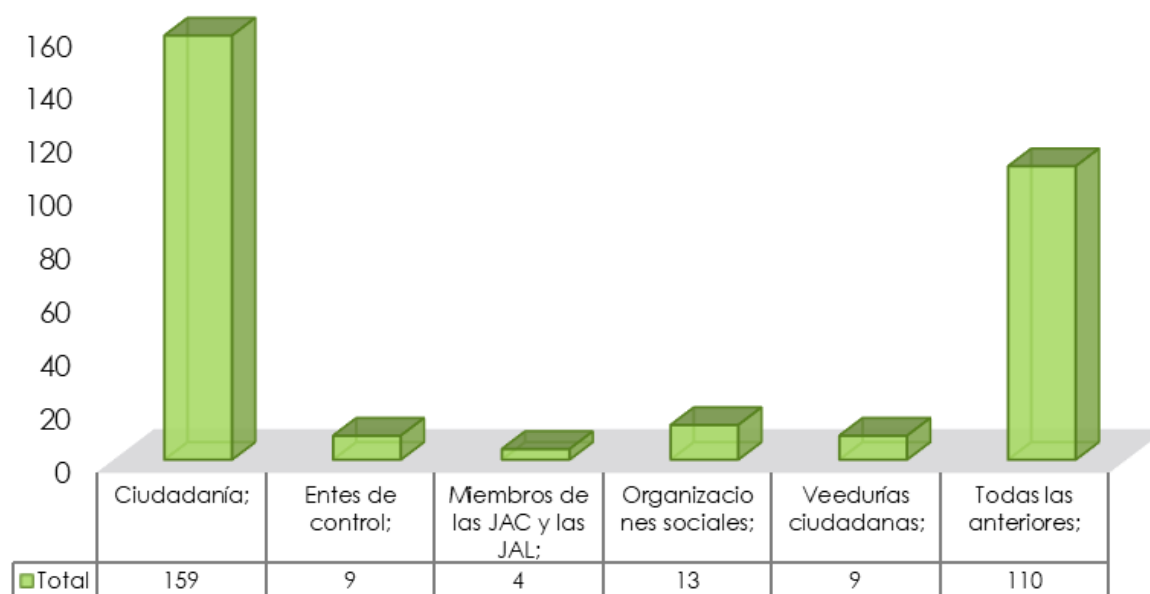 160
140
120
100
80
60
40
20
0
Ciudadanía;
Entes de
control;
Miembros de
las JAC y las
JAL;
Organizacio
nes sociales;
Veedurías
ciudadanas;
Todas las
anteriores;
Total 159 9 4 13 9 110